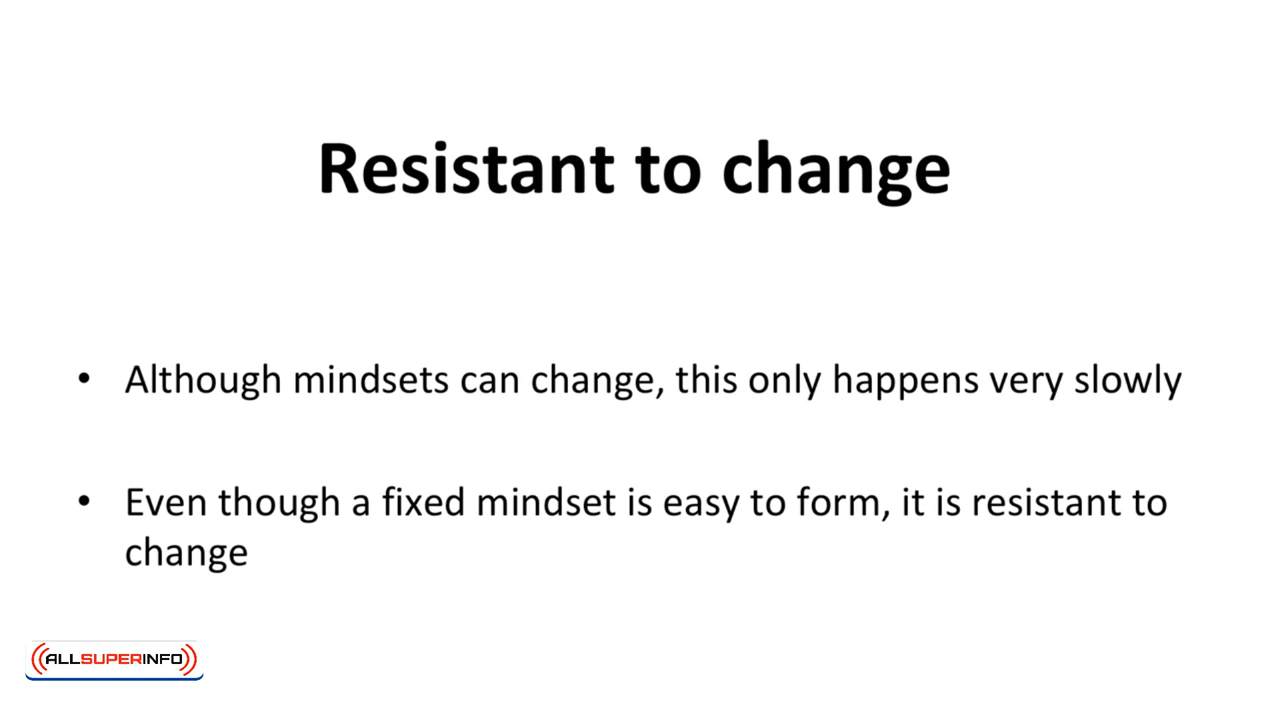 Resistant to change
• Although mindsets can change, this only happens very slowly
• Even though a fixed mindset is easy to form, it is resistant to
change
ALLSUPERINFO